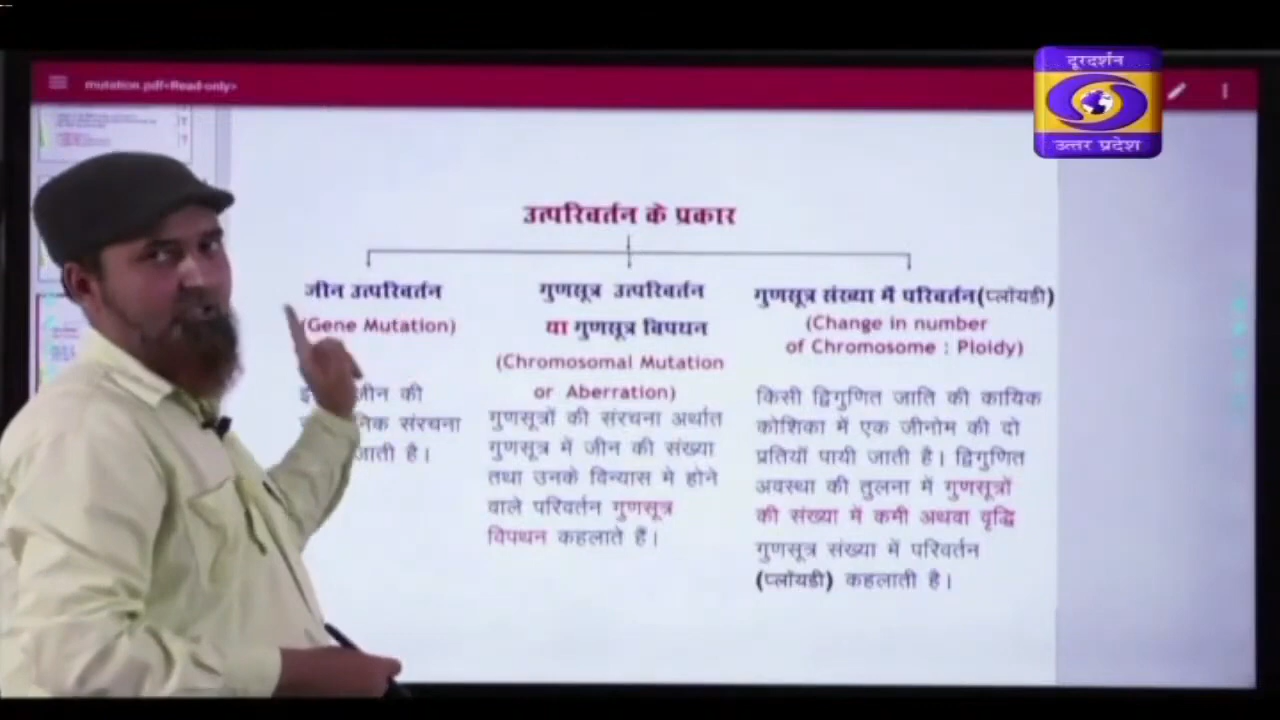 mutation.pdf<Read-only>
दूरदर्शन
उत्तर प्रदेश
उत्परिवर्तन के प्रकार
जीन उत्परिवर्तन
(Gene Mutation)
जीन की
संरचना
जाती है।
गुणसूत्र उत्परिवर्तन
या गुणसूत्र विपथन
(Chromosomal Mutation
or Aberration)
गुणसूत्रों की संरचना अर्थात
गुणसूत्र में जीन की संख्या
तथा उनके विन्यास मे होने
वाले परिवर्तन गुणसूत्र
विपथन कहलाते हैं।
गुणसूत्र संख्या में परिवर्तन(प्लॉयडी)
(Change in number
of Chromosome : Ploidy)
किसी द्विगुणित जाति की कायिक
कोशिका में एक जीनोम की दो
प्रतियाँ पायी जाती है। द्विगुणित
अवस्था की तुलना में गुणसूत्रों
की संख्या में कमी अथवा वृद्धि
गुणसूत्र संख्या में परिवर्तन
(प्लॉयडी) कहलाती है।